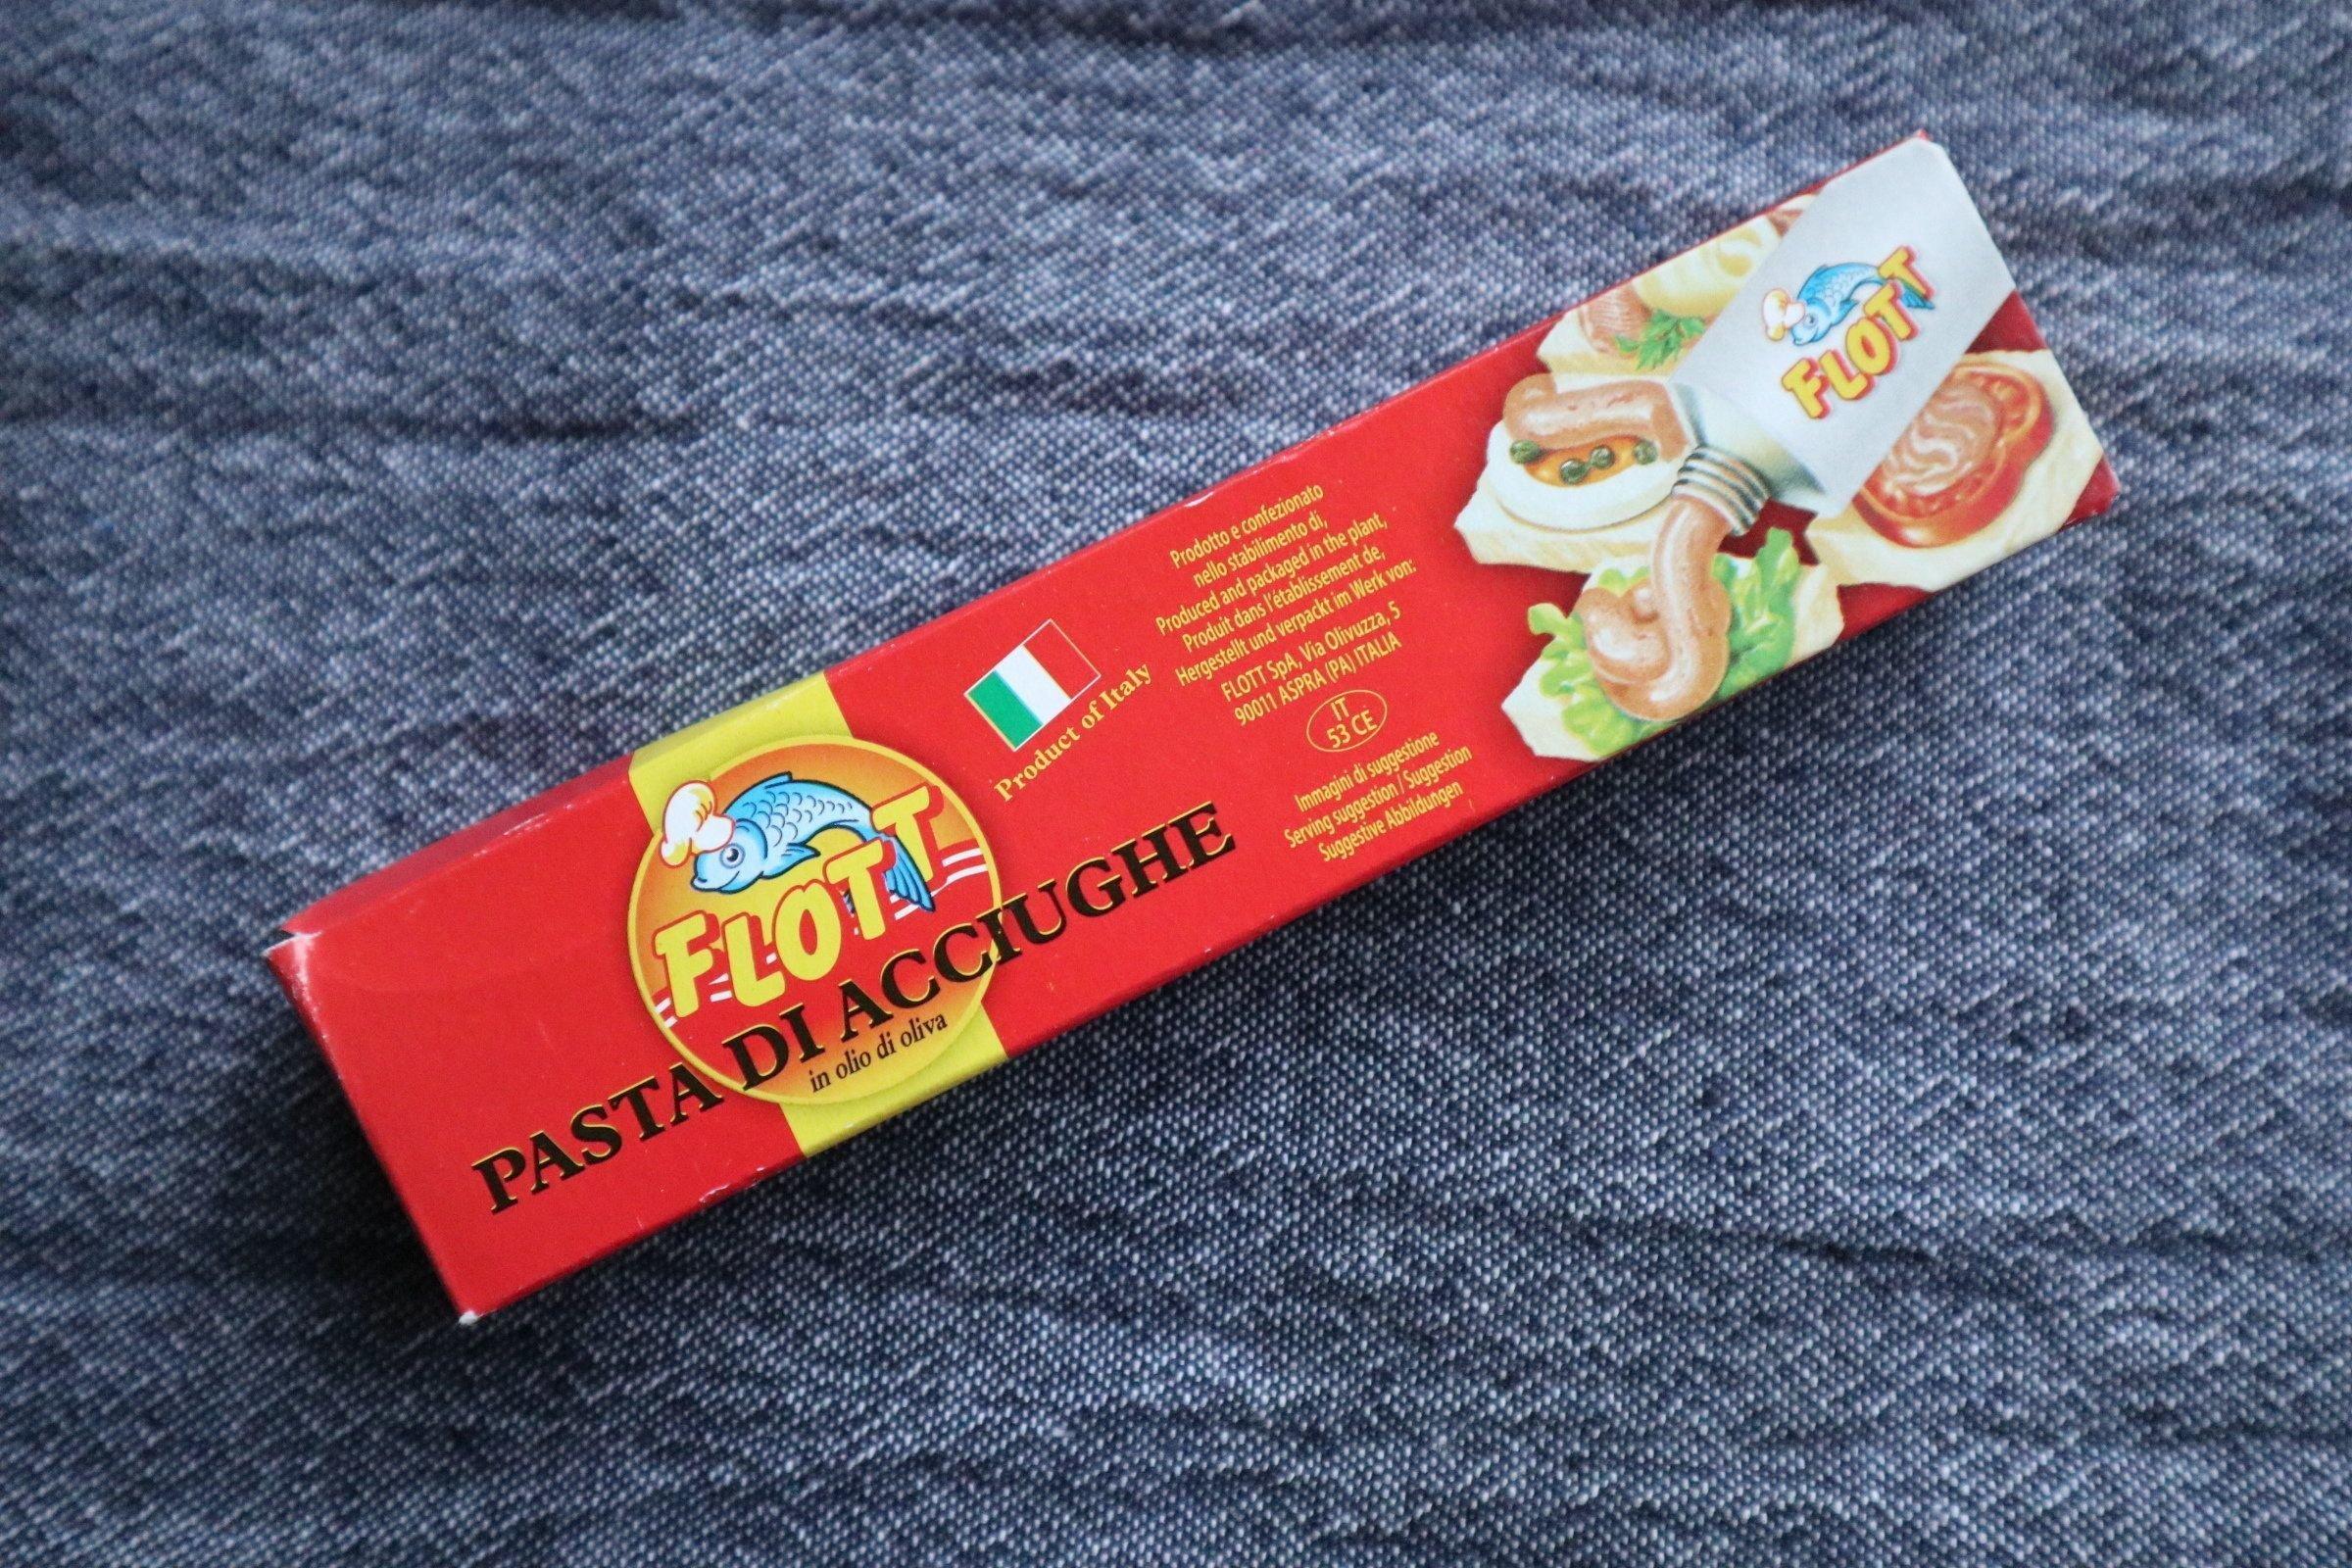 FLOTT
PASTA DI ACCIUGHE
in olio di oliva
Product of Italy
Prodotto e confezionato
nello stabilimento di,
Produced and packaged in the plant,
Produit dans l'établissement de,
Hergestellt und verpackt im Werk von:
FLOTT SpA, Via Olivuzza, 5
90011 ASPRA (PA) ITALIA
IT
53 CE
Immagini di suggestione
Serving suggestion / Suggestion
Suggestive Abbildungen
FLOTT